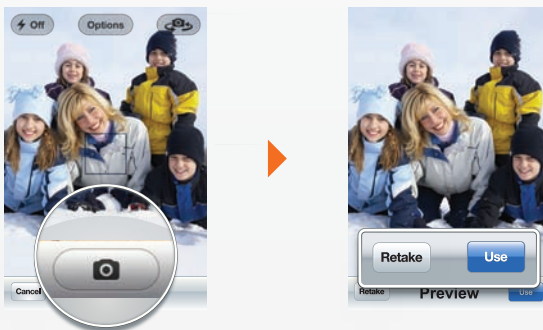 Off
Options
Cancel
Retake
Use
Retake
Preview
Use